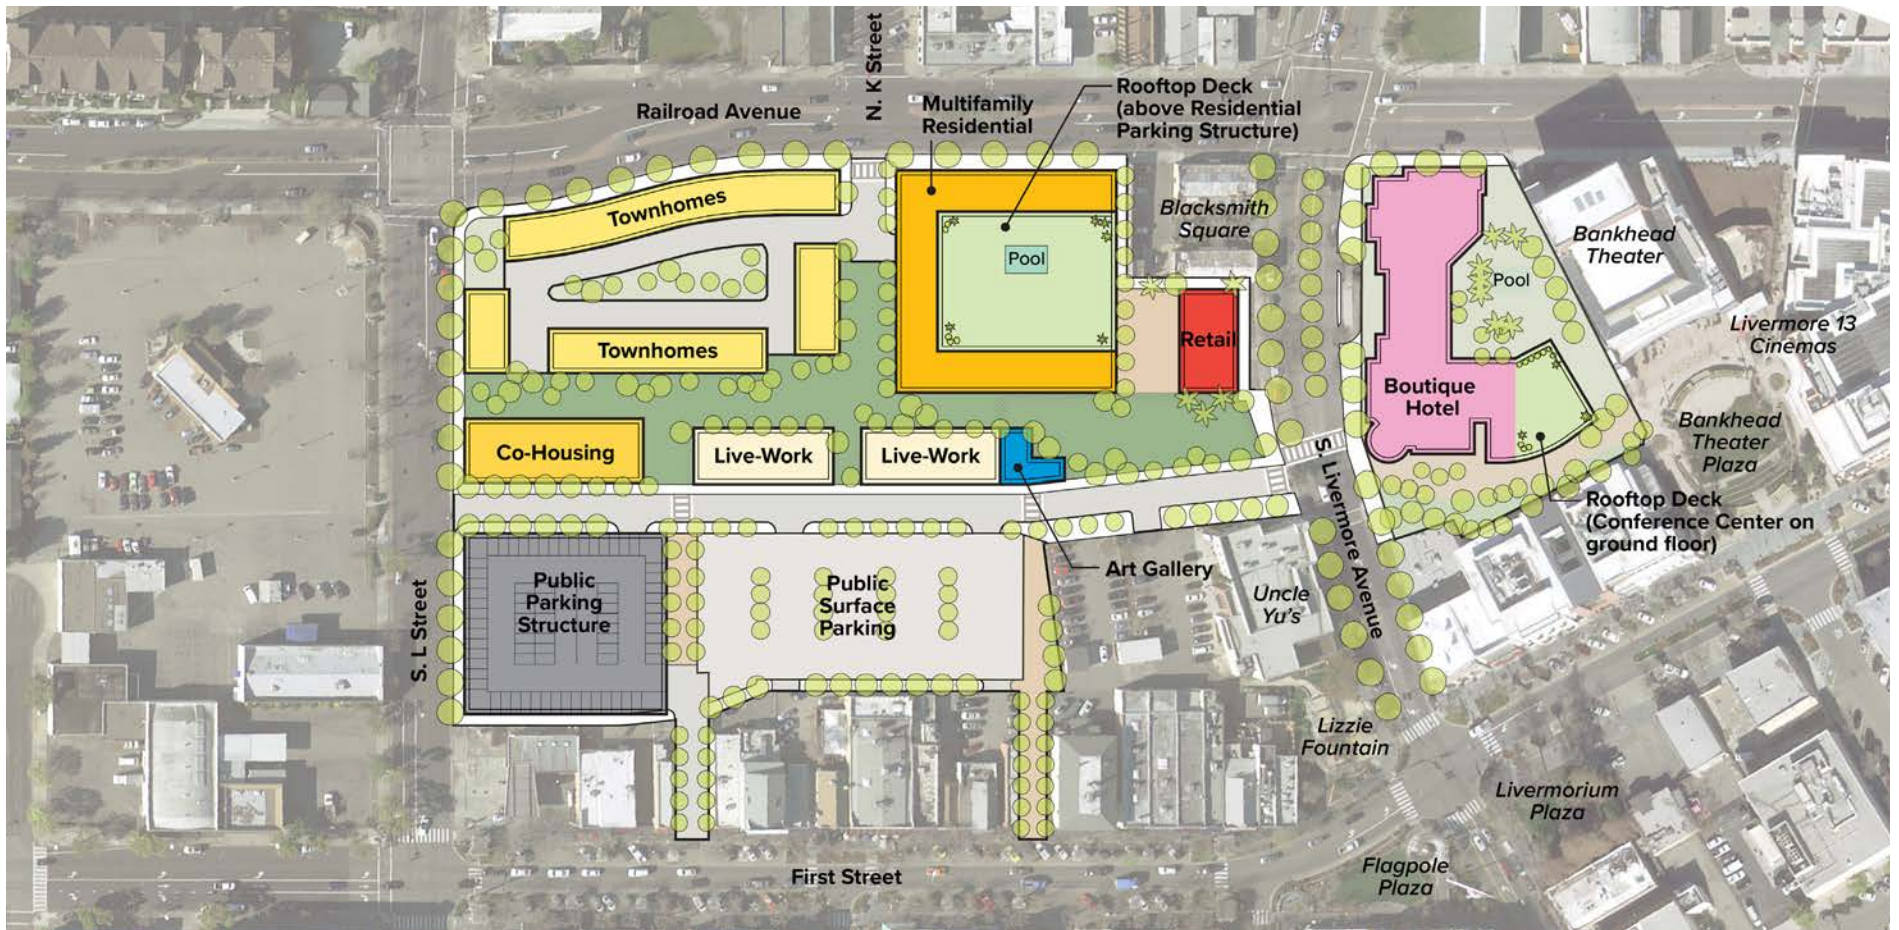 N. K Street
Railroad Avenue
Multifamily
Residential
Rooftop Deck
(above Residential
Parking Structure)
Townhomes
Blacksmith
Square
Pool
Bankhead
Theater
Pool
Livermore 13
Cinemas
Townhomes
Retail
Boutique
Hotel
Bankhead
Theater
Plaza
Co-Housing
Live-Work
Live-Work
S. Livermore Avenue
Rooftop Deck
(Conference Center on
ground floor)
Art Gallery
Public
Parking
Structure
Public
Surface
Parking
Uncle
Yu's
S. L Street
Lizzie
Fountain
Livermorium
Plaza
First Street
Flagpole
Plaza